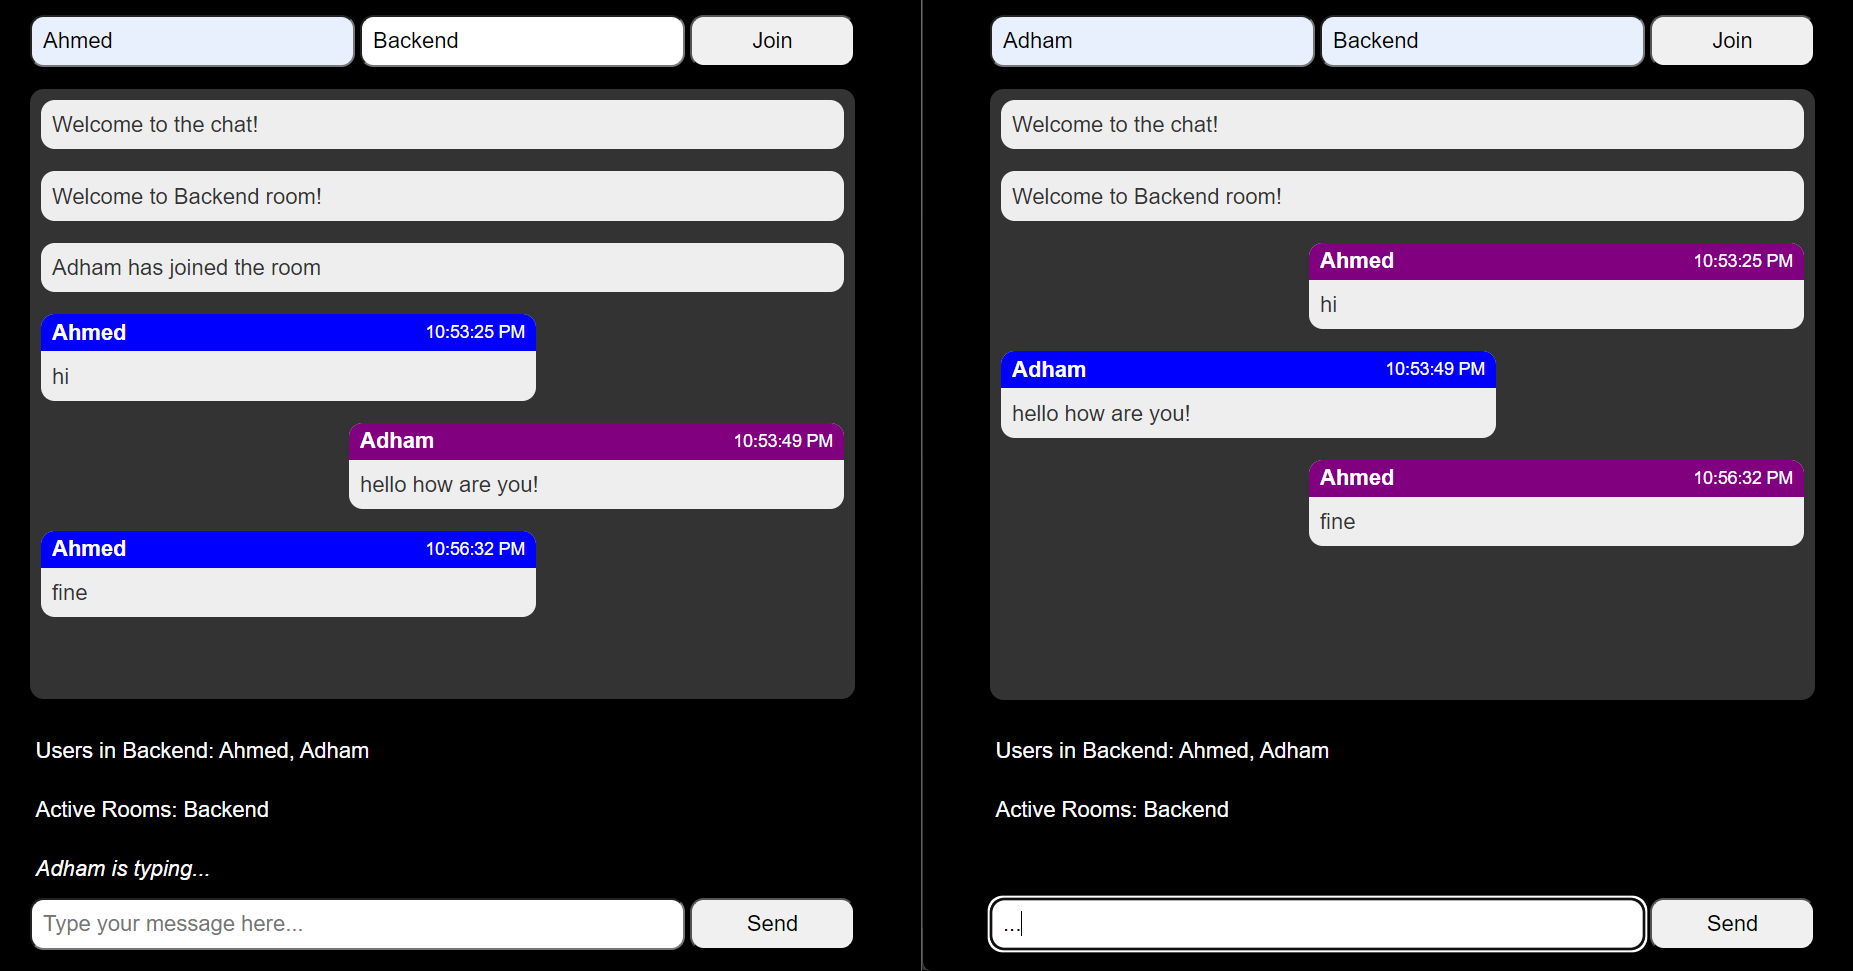 Ahmed
Backend
Join
Welcome to the chat!
Welcome to Backend room!
Adham has joined the room
Ahmed 10:53:25 PM
hi
Adham 10:53:49 PM
hello how are you!
Ahmed 10:56:32 PM
fine
Users in Backend: Ahmed, Adham
Active Rooms: Backend
Adham is typing...
Type your message here...
Send
Adham
Backend
Join
Welcome to the chat!
Welcome to Backend room!
Ahmed 10:53:25 PM
hi
Adham 10:53:49 PM
hello how are you!
Ahmed 10:56:32 PM
fine
Users in Backend: Ahmed, Adham
Active Rooms: Backend
...
Send